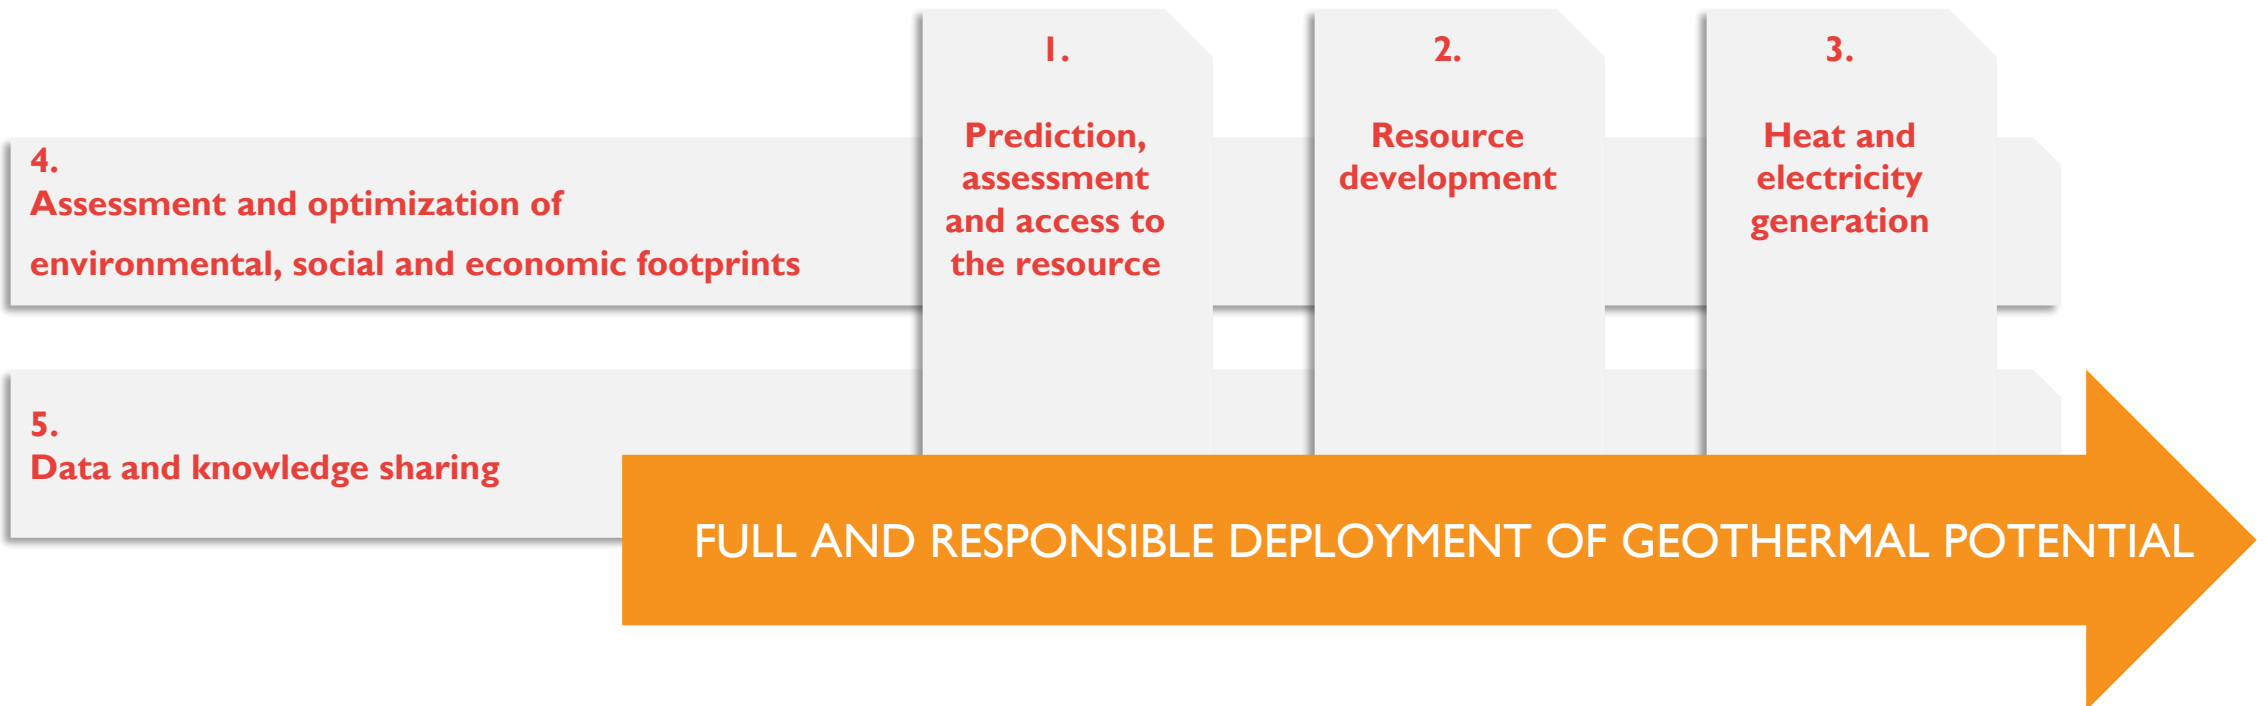 1.
Prediction,
assessment
and access to
the resource
2.
Resource
development
3.
Heat and
electricity
generation
4.
Assessment and optimization of
environmental, social and economic footprints
5.
Data and knowledge sharing
FULL AND RESPONSIBLE DEPLOYMENT OF GEOTHERMAL POTENTIAL